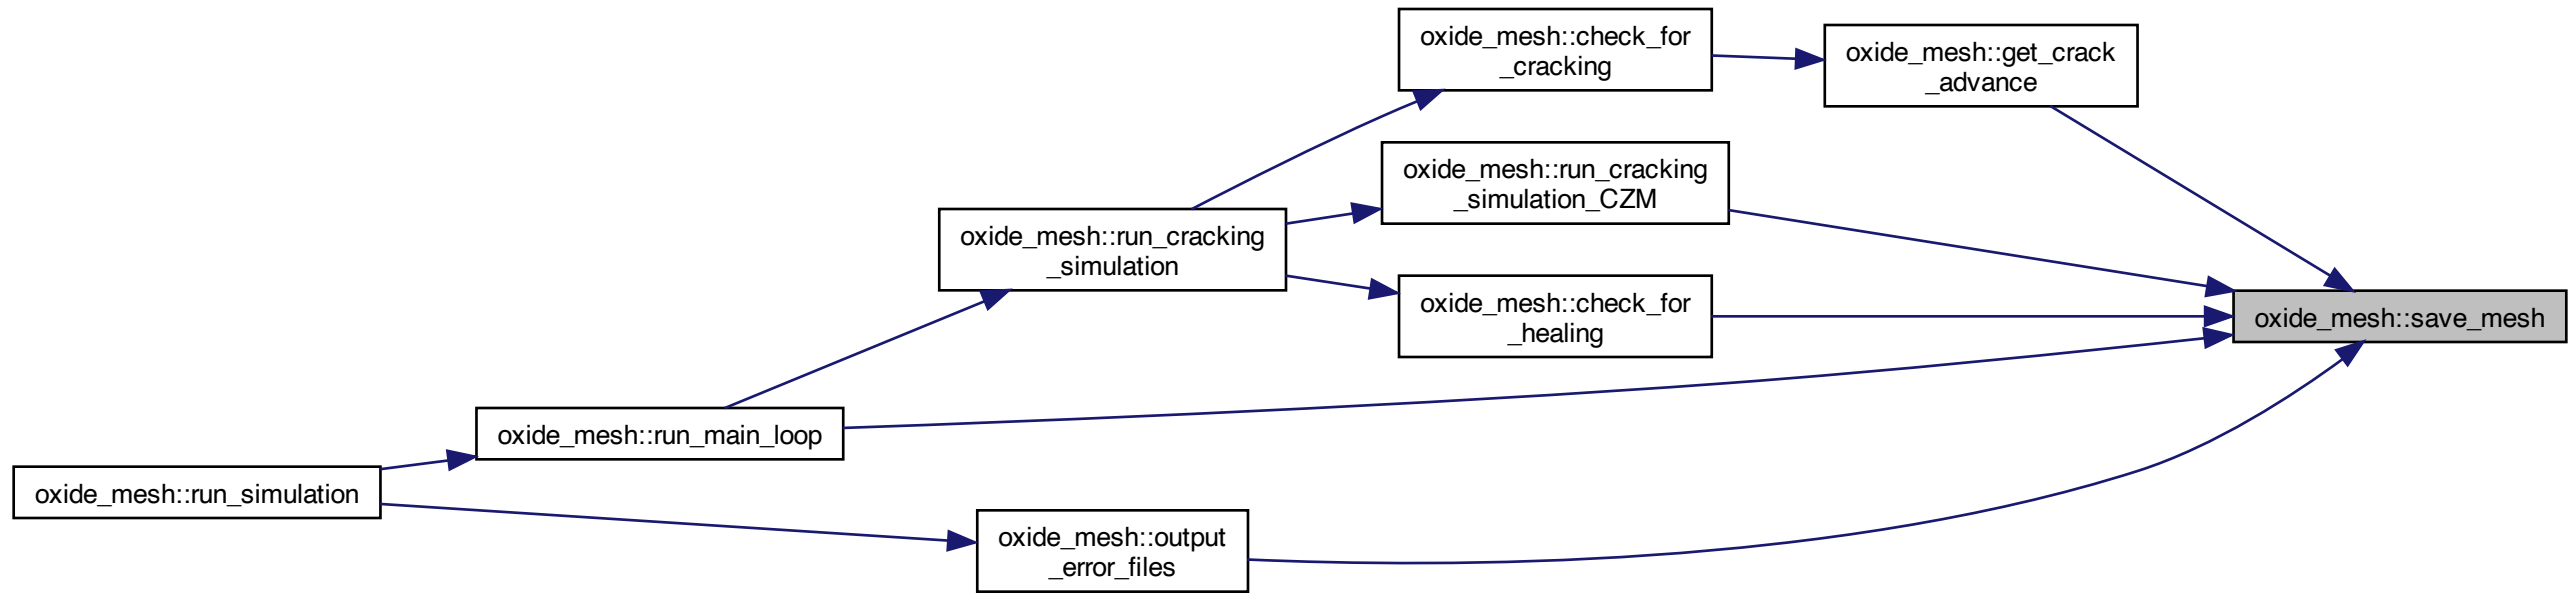 oxide_mesh::check_for
_cracking
oxide_mesh::get_crack
_advance
oxide_mesh::run_cracking
_simulation_CZM
oxide_mesh::run_cracking
_simulation
oxide_mesh::check_for
_healing
oxide_mesh::save_mesh
oxide_mesh::run_main_loop
oxide_mesh::run_simulation
oxide_mesh::output
_error_files